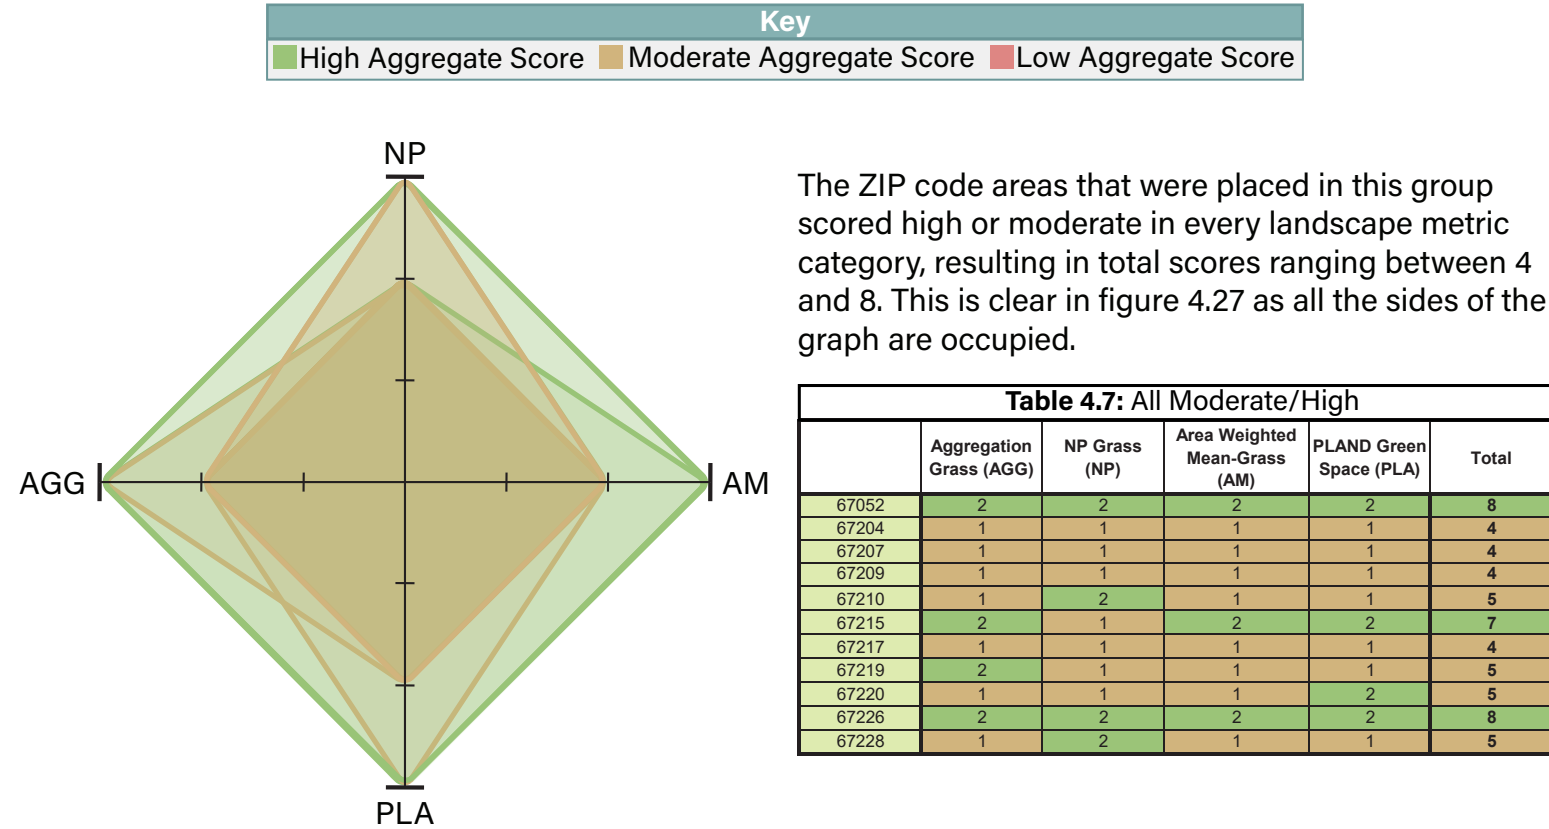 Key
High Aggregate Score Moderate Aggregate Score Low Aggregate Score
NP
AGG
AM
PLA
The ZIP code areas that were placed in this group
scored high or moderate in every landscape metric
category, resulting in total scores ranging between 4
and 8. This is clear in figure 4.27 as all the sides of the
graph are occupied.
Table 4.7: All Moderate/High
Aggregation Grass (AGG) NP Grass (NP) Area Weighted Mean-Grass (AM) PLAND Green Space (PLA) Total
67052 2 2 2 2 8
67204 1 1 1 1 4
67207 1 1 1 1 4
67209 1 1 1 1 4
67210 1 2 1 1 5
67215 2 1 2 2 7
67217 1 1 1 1 4
67219 2 1 1 1 5
67220 1 1 1 2 5
67226 2 2 2 2 8
67228 1 2 1 1 5